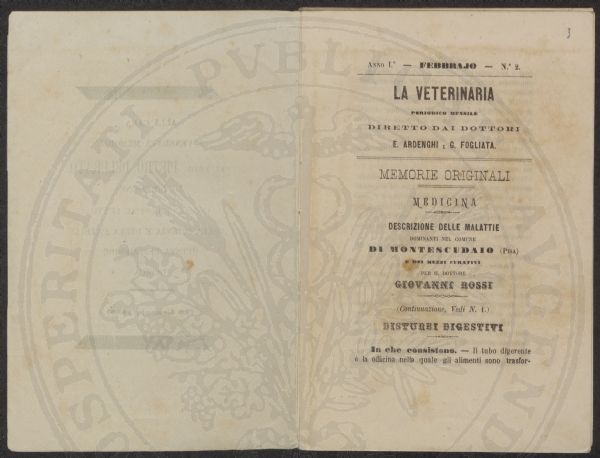 3
ANNO I.° — FEBBRAJO — N.° 2.
LA VETERINARIA
PERIODICO MENSILE
DIRETTO DAI DOTTORI
E. ARDENGHI E G. FOGLIATA.
MEMORIE ORIGINALI
MEDICINA
DESCRIZIONE DELLE MALATTIE
DOMINANTI NEL COMUNE
DI MONTESCUDAIO (PISA)
E DEI MEZZI CURATIVI
PER IL DOTTORE
GIOVANNI ROSSI
(Continuazione, Vedi N. 1.)
DISTURBI DIGESTIVI
In che consistono. — Il tubo digerente
è la officina nella quale gli alimenti sono trasfor-